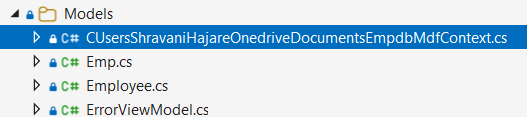 Models
C# CUsersShravaniHajareOnedriveDocumentsEmpdbMdfContext.cs
C# Emp.cs
C# Employee.cs
C# ErrorViewModel.cs